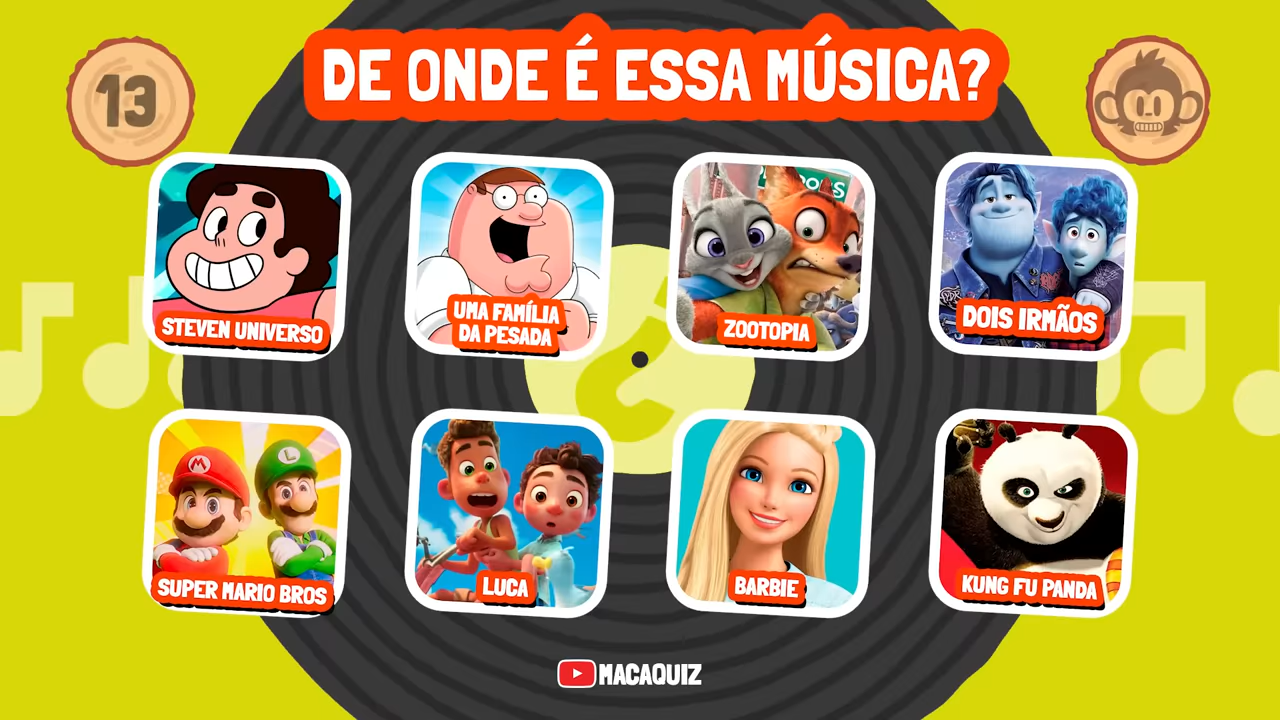 13
DE ONDE É ESSA MÚSICA?
STEVEN UNIVERSO
UMA FAMÍLIA
DA PESADA
ZOOTOPIA
DOIS IRMÃOS
M
L
SUPER MARIO BROS
LUCA
BARBIE
KUNG FU PANDA
MACAQUIZ